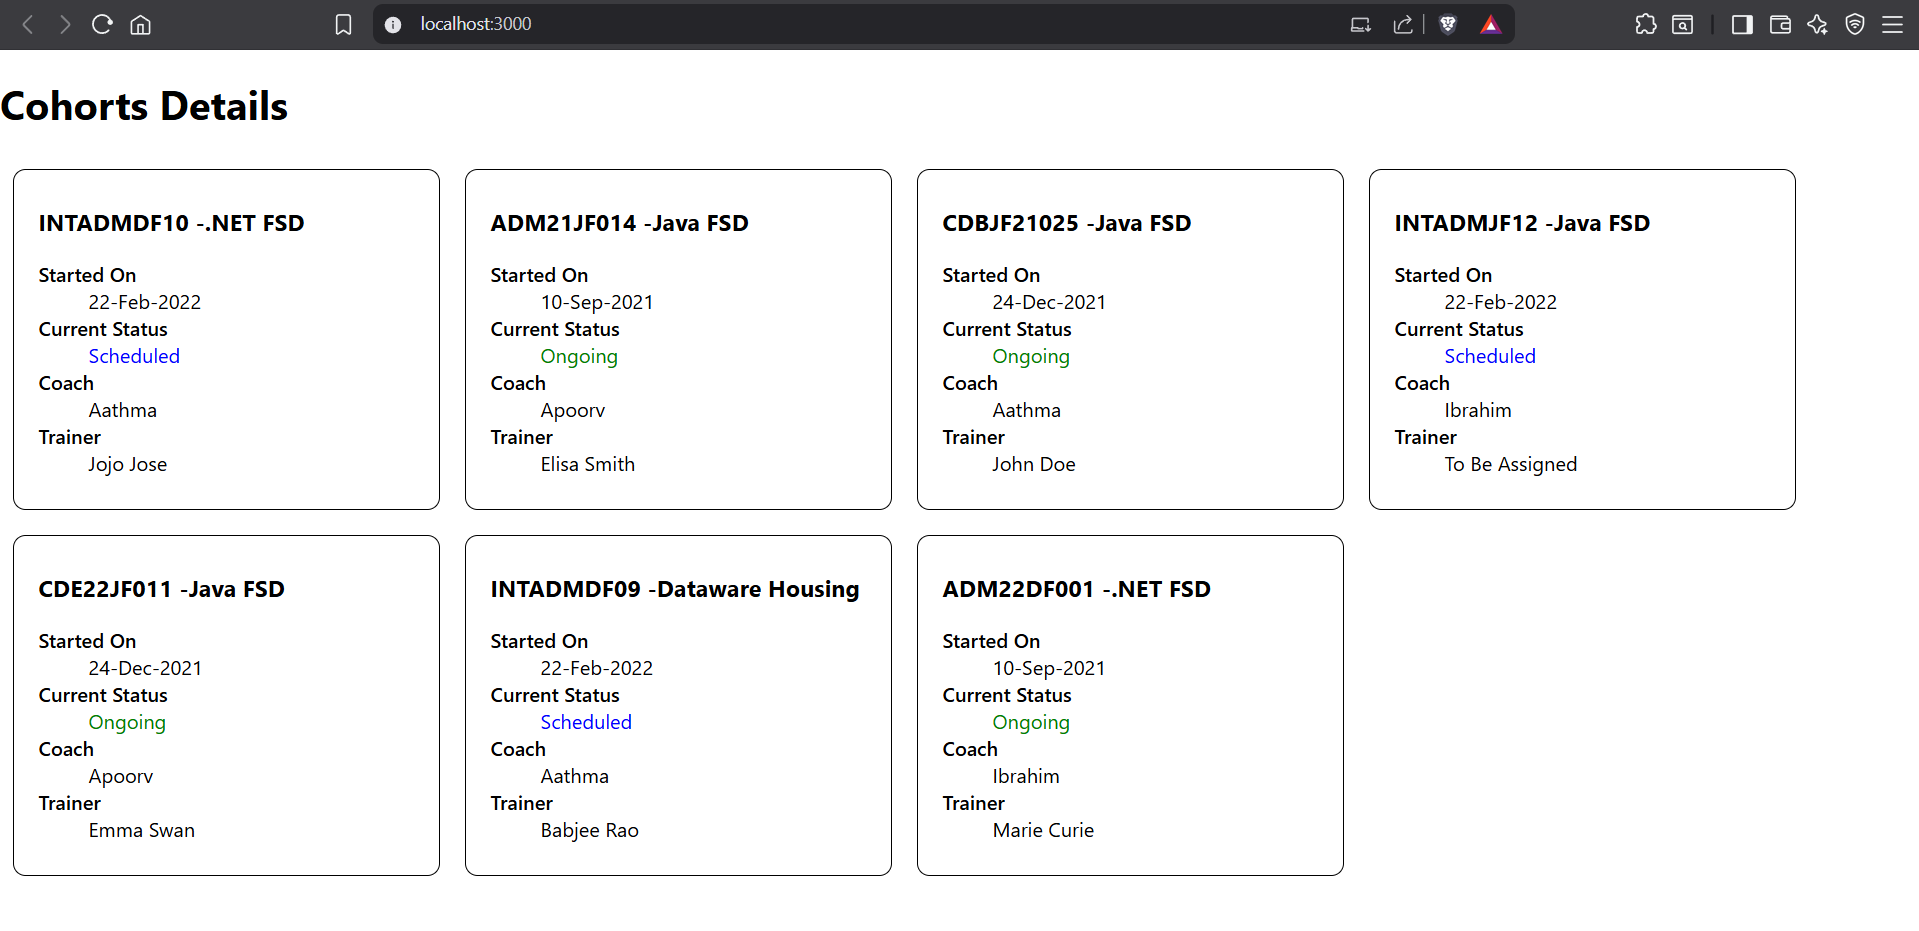 localhost:3000
Cohorts Details
INTADMDF10 -.NET FSD
Started On
22-Feb-2022
Current Status
Scheduled
Coach
Aathma
Trainer
Jojo Jose
ADM21JF014 -Java FSD
Started On
10-Sep-2021
Current Status
Ongoing
Coach
Apoorv
Trainer
Elisa Smith
CDBJF21025 -Java FSD
Started On
24-Dec-2021
Current Status
Ongoing
Coach
Aathma
Trainer
John Doe
INTADMJF12 -Java FSD
Started On
22-Feb-2022
Current Status
Scheduled
Coach
Ibrahim
Trainer
To Be Assigned
CDE22JF011 -Java FSD
Started On
24-Dec-2021
Current Status
Ongoing
Coach
Apoorv
Trainer
Emma Swan
INTADMDF09 -Dataware Housing
Started On
22-Feb-2022
Current Status
Scheduled
Coach
Aathma
Trainer
Babjee Rao
ADM22DF001 -.NET FSD
Started On
10-Sep-2021
Current Status
Ongoing
Coach
Ibrahim
Trainer
Marie Curie